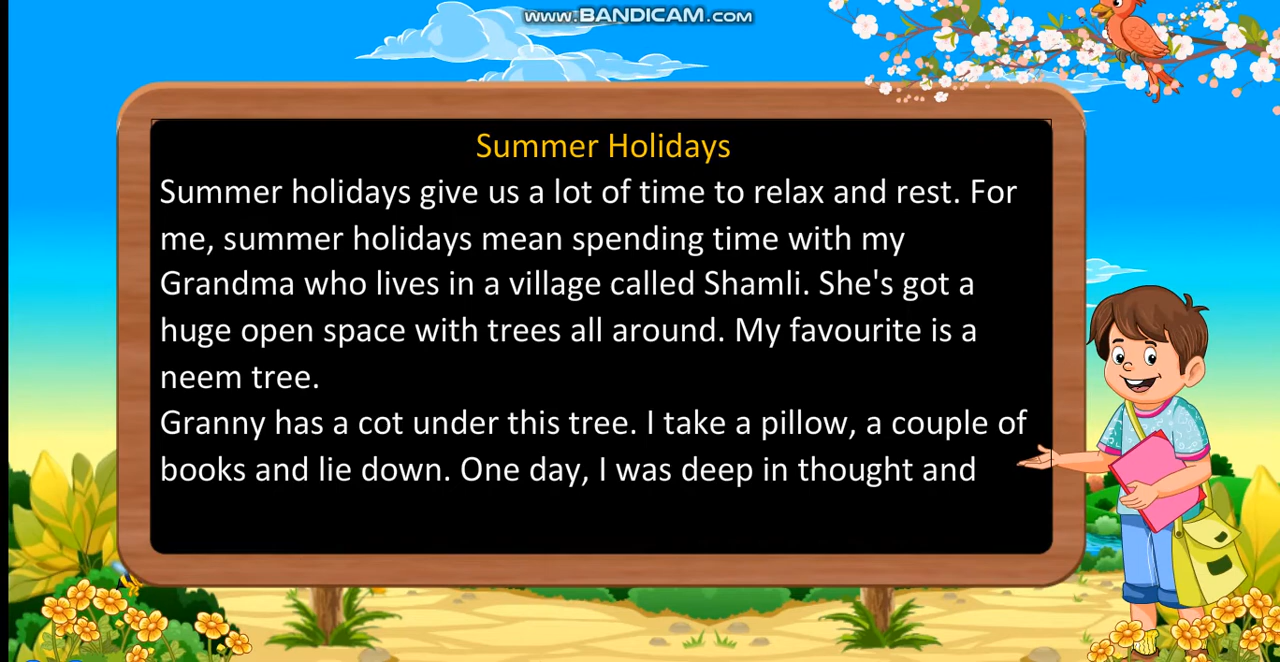 www.BANDICAM.com
Summer Holidays
Summer holidays give us a lot of time to relax and rest. For
me, summer holidays mean spending time with my
Grandma who lives in a village called Shamli. She's got a
huge open space with trees all around. My favourite is a
neem tree.
Granny has a cot under this tree. I take a pillow, a couple of
books and lie down. One day, I was deep in thought and